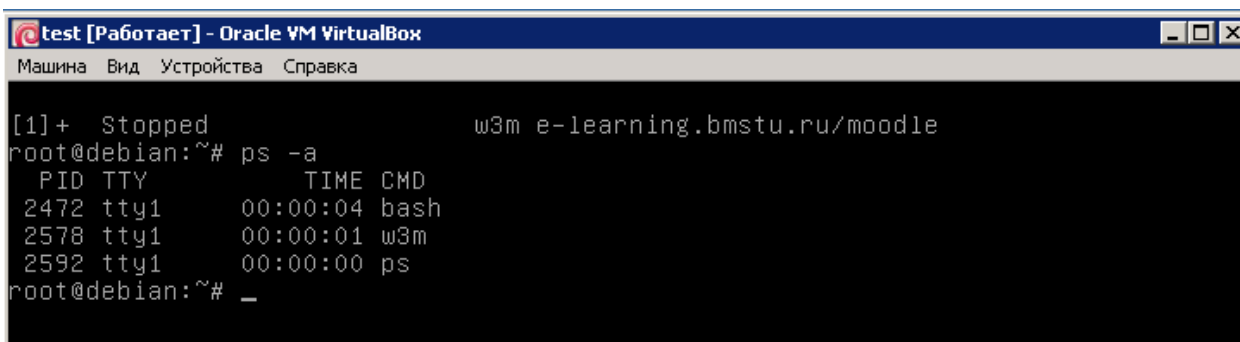 test [Работает] - Oracle VM VirtualBox
Машина Вид Устройства Справка
[1]+ Stopped w3m e-learning.bmstu.ru/moodle
root@debian:~# ps -a
PID TTY TIME CMD
2472 tty1 00:00:04 bash
2578 tty1 00:00:01 w3m
2592 tty1 00:00:00 ps
root@debian:~# _